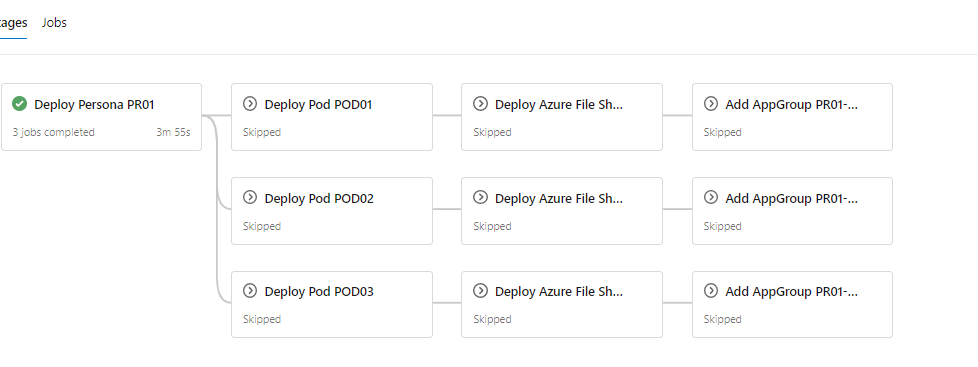 tages Jobs
Deploy Persona PR01
3 jobs completed 3m 55s
Deploy Pod POD01
Skipped
Deploy Azure File Sh...
Skipped
Add AppGroup PR01-...
Skipped
Deploy Pod POD02
Skipped
Deploy Azure File Sh...
Skipped
Add AppGroup PR01-...
Skipped
Deploy Pod POD03
Skipped
Deploy Azure File Sh...
Skipped
Add AppGroup PR01-...
Skipped